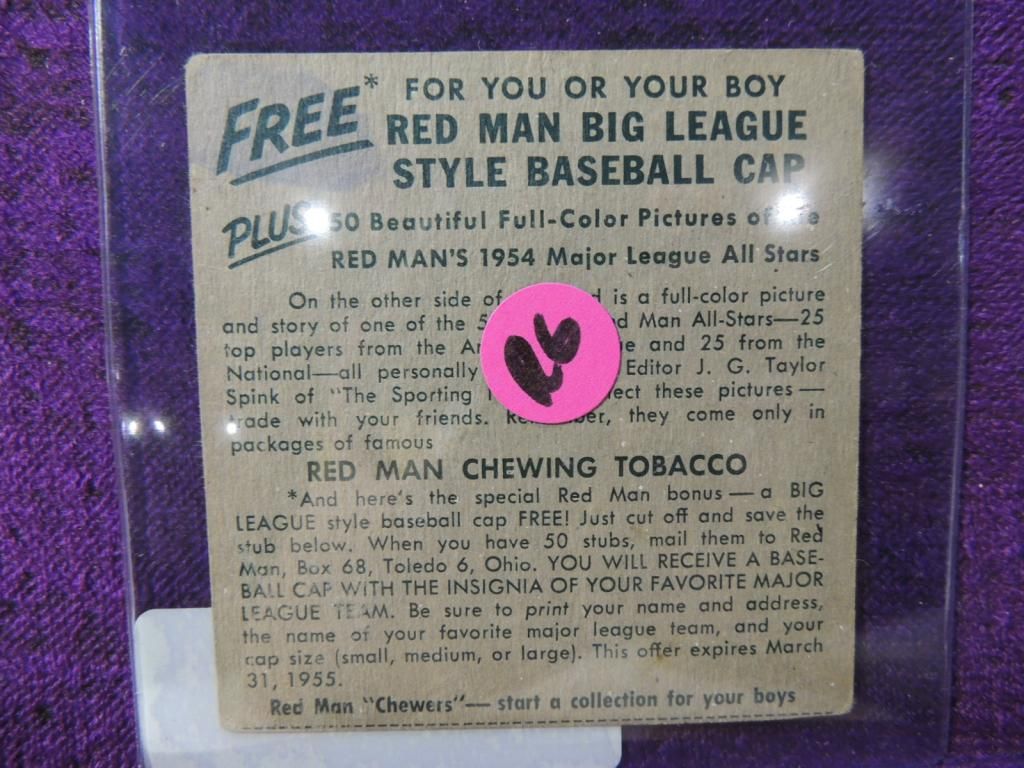 FREE* FOR YOU OR YOUR BOY
RED MAN BIG LEAGUE
STYLE BASEBALL CAP
PLUS 50 Beautiful Full-Color Pictures of
RED MAN'S 1954 Major League All Stars
On the other side of is a full-color picture
and story of one of the Man All-Stars—25
top players from the and 25 from the
National—all personally Editor J. G. Taylor
Spink of "The Sporting these pictures—
trade with your friends. Remember, they come only in
packages of famous
RED MAN CHEWING TOBACCO
*And here's the special Red Man bonus — a BIG
LEAGUE style baseball cap FREE! Just cut off and save the
stub below. When you have 50 stubs, mail them to Red
Man, Box 68, Toledo 6, Ohio. YOU WILL RECEIVE A BASE-
BALL CAP WITH THE INSIGNIA OF YOUR FAVORITE MAJOR
LEAGUE TEAM. Be sure to print your name and address,
the name of your favorite major league team, and your
cap size (small, medium, or large). This offer expires March
31, 1955.
Red Man "Chewers"— start a collection for your boys